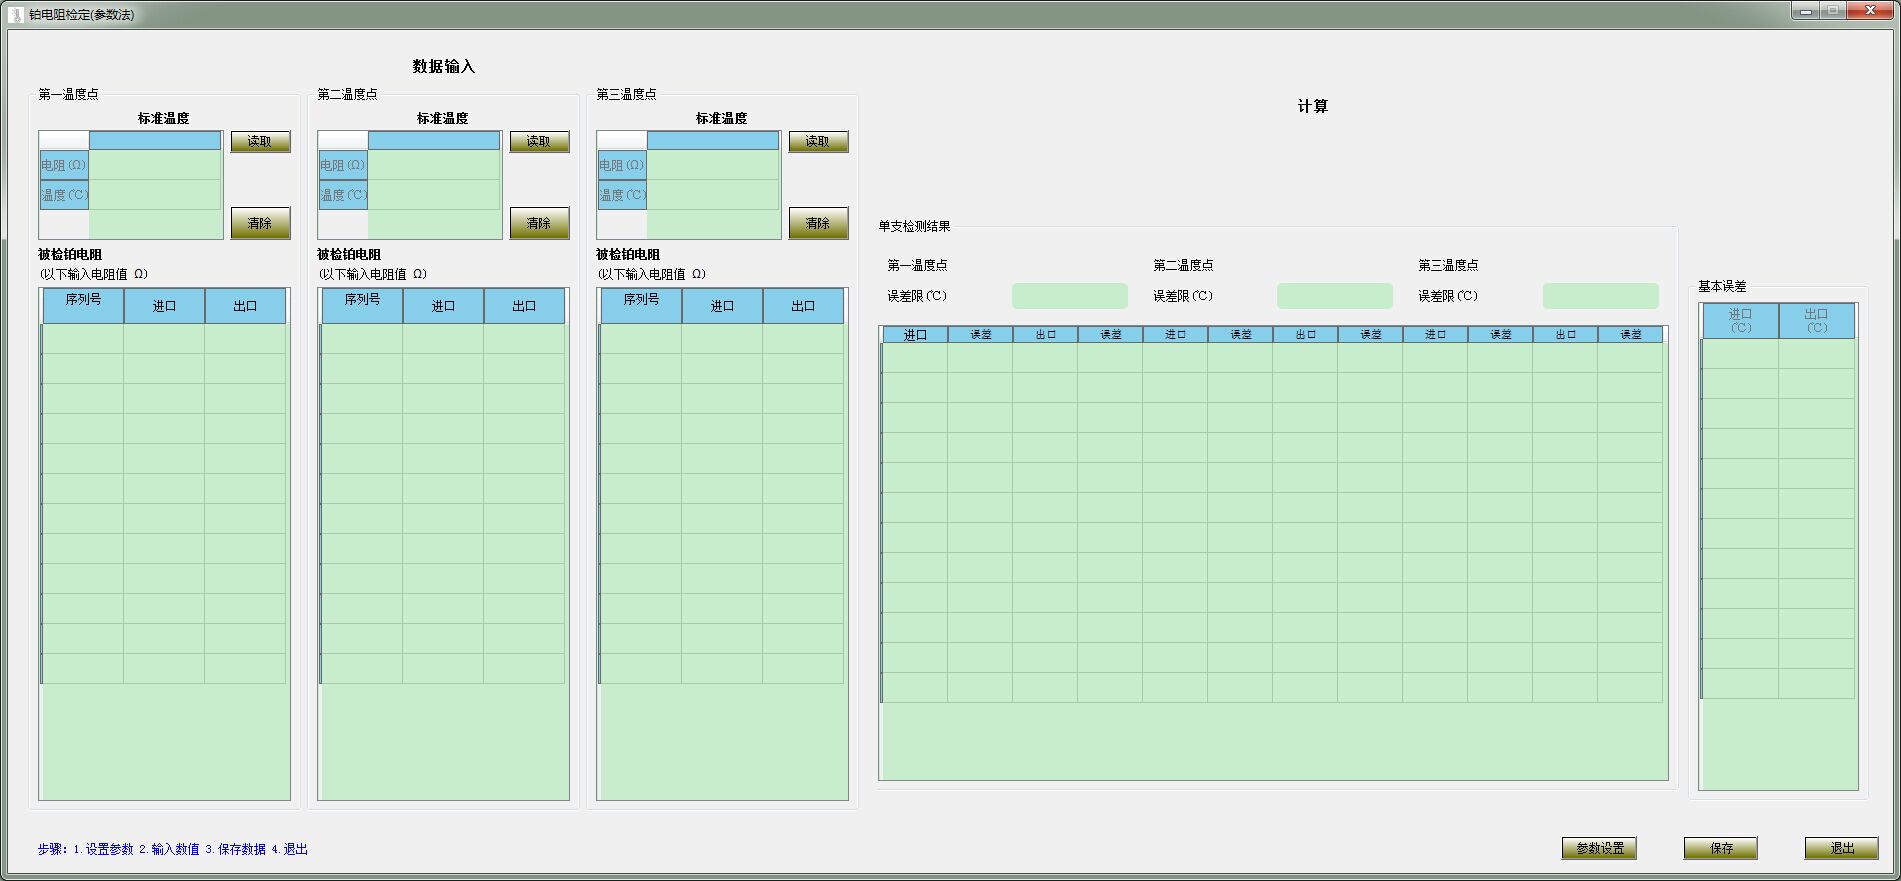 铂电阻检定(参数法)
数据输入
计算
第一温度点
标准温度
读取
电阻(Ω)
温度(℃)
清除
被检铂电阻
(以下输入电阻值 Ω)
序列号 进口 出口
第二温度点
标准温度
读取
电阻(Ω)
温度(℃)
清除
被检铂电阻
(以下输入电阻值 Ω)
序列号 进口 出口
第三温度点
标准温度
读取
电阻(Ω)
温度(℃)
清除
被检铂电阻
(以下输入电阻值 Ω)
序列号 进口 出口
单支检测结果
第一温度点 第二温度点 第三温度点
误差限(℃) 误差限(℃) 误差限(℃)
进口 误差 出口 误差 进口 误差 出口 误差 进口 误差 出口 误差
基本误差
进口 出口
(℃) (℃)
步骤: 1.设置参数 2.输入数值 3.保存数据 4.退出
参数设置 保存 退出